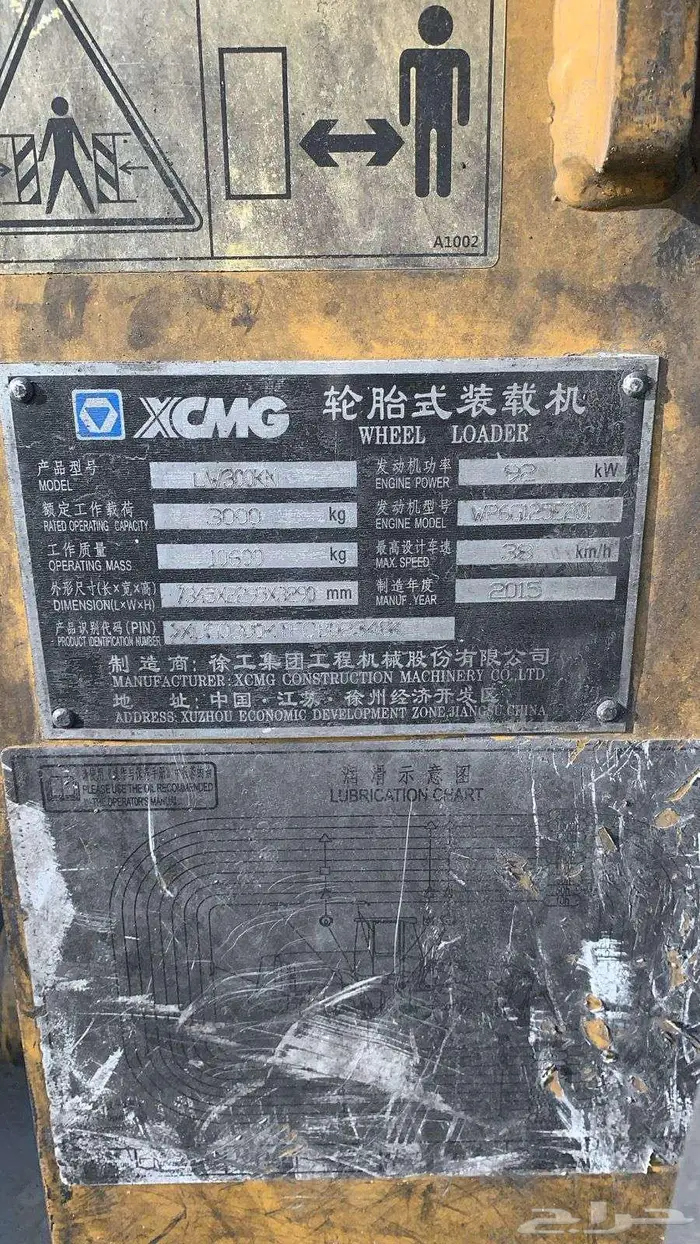 A1002
XCMG 轮胎式装载机
WHEEL LOADER
产品型号 LW300KN 发动机功率 92 kW
MODEL ENGINE POWER
额定工作载荷 3000 kg 发动机型号
RATED OPERATING CAPACITY ENGINE MODEL
工作质量 10600 kg 最高设计车速 38 km/h
OPERATING MASS MAX. SPEED
外形尺寸(长×宽×高) mm 制造年度 2015
DIMENSION(L×W×H) MANUF. YEAR
产品识别代码(PIN)
PRODUCT IDENTIFICATION NUMBER
制造商:徐工集团工程机械股份有限公司
MANUFACTURER:XCMG CONSTRUCTION MACHINERY CO.,LTD
地 址:中国·江苏·徐州经济开发区
ADDRESS:XUZHOU ECONOMIC DEVELOPMENT ZONE,JIANGSU,CHINA
PLEASE USE THE OIL RECOMMENDED
THE OPERATOR'S MANUAL
润滑示意图
LUBRICATION CHART
حراج